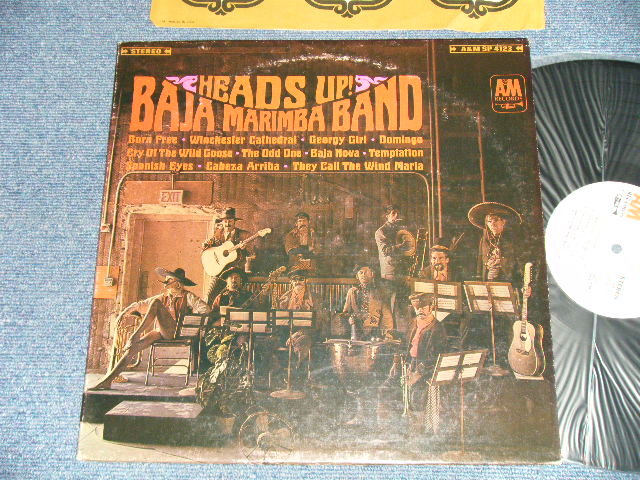 STEREO
A&M SP 4123
HEADS UP!
BAJA MARIMBA BAND
A&M
RECORDS
Born Free • Winchester Cathedral • Georgy Girl • Domingo
Cry Of The Wild Goose • The Odd One • Baja Nova • Temptation
Spanish Eyes • Cabeza Arriba • They Call The Wind Maria
EXIT